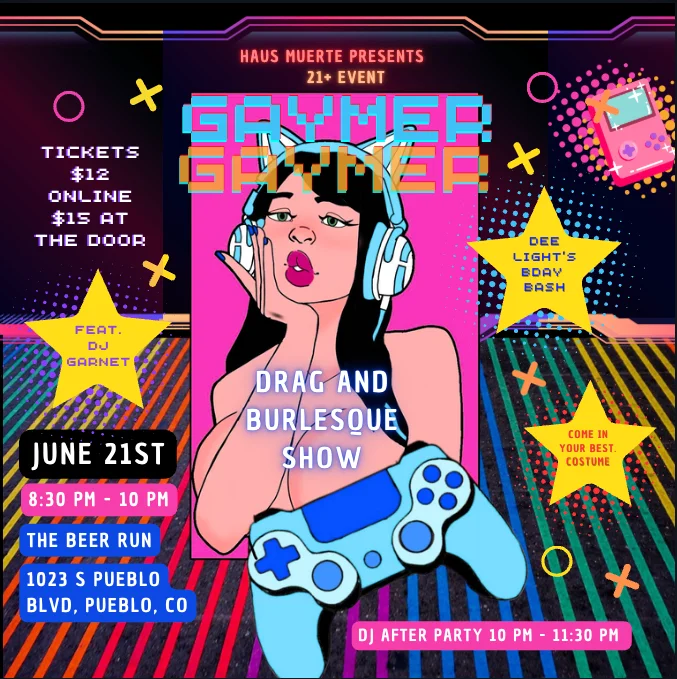 HAUS MUERTE PRESENTS
21+ EVENT
GAYMER
GAYMER
TICKETS
$12
ONLINE
$15 AT
THE DOOR
DEE
LIGHT'S
BDAY
BASH
FEAT.
DJ
GARNET
DRAG AND
BURLESQUE
SHOW
COME IN
YOUR BEST
COSTUME
JUNE 21ST
8:30 PM - 10 PM
THE BEER RUN
1023 S PUEBLO
BLVD, PUEBLO, CO
DJ AFTER PARTY 10 PM - 11:30 PM